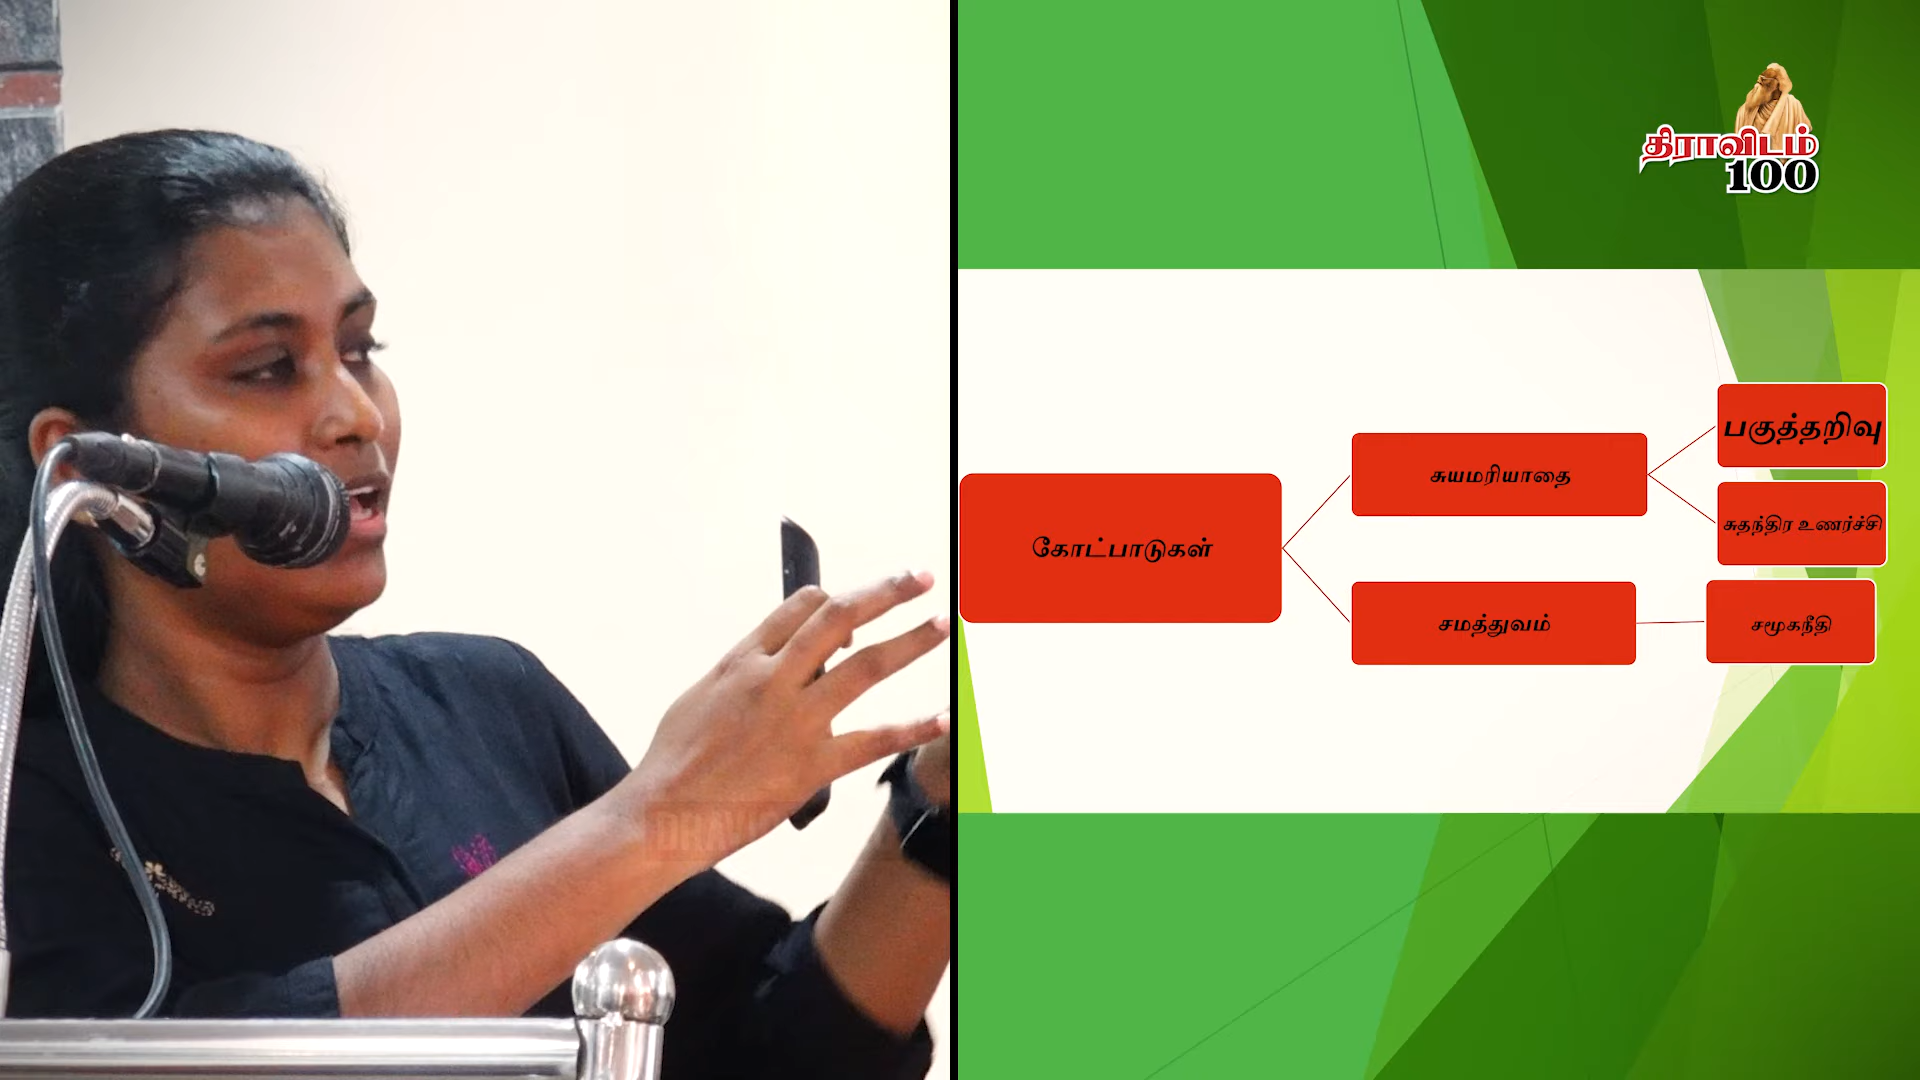 திராவிடம்
100
பகுத்தறிவு
சுயமரியாதை
சுதந்திர உணர்ச்சி
கோட்பாடுகள்
சமத்துவம்
சமூகநீதி